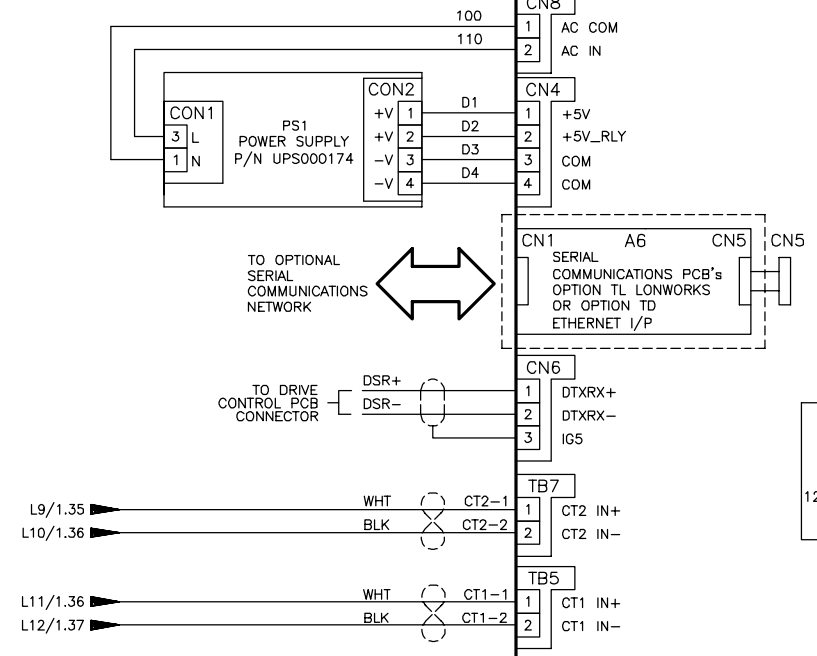 CN8
100
1 AC COM
110
2 AC IN
CON2
CN4
CON1
+V 1 D1 1 +5V
PS1
3 L
POWER SUPPLY
+V 2 D2 2 +5V_RLY
1 N
P/N UPS000174
-V 3 D3 3 COM
-V 4 D4 4 COM
CN1 A6 CN5 CN5
TO OPTIONAL
SERIAL
COMMUNICATIONS
NETWORK
SERIAL
COMMUNICATIONS PCB's
OPTION TL LONWORKS
OR OPTION TD
ETHERNET I/P
CN6
TO DRIVE
CONTROL PCB
CONNECTOR
DSR+ 1 DTXRX+
DSR- 2 DTXRX-
3 IG5
TB7
L9/1.35 WHT CT2-1 1 CT2 IN+
L10/1.36 BLK CT2-2 2 CT2 IN-
TB5
L11/1.36 WHT CT1-1 1 CT1 IN+
L12/1.37 BLK CT1-2 2 CT1 IN-